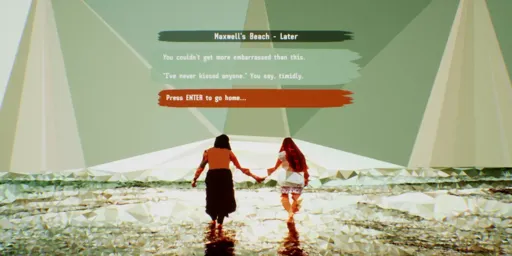 Maxwell's Beach - Later
You couldn't get more embarrassed than this.
"I've never kissed anyone." You say, timidly.
Press ENTER to go home...